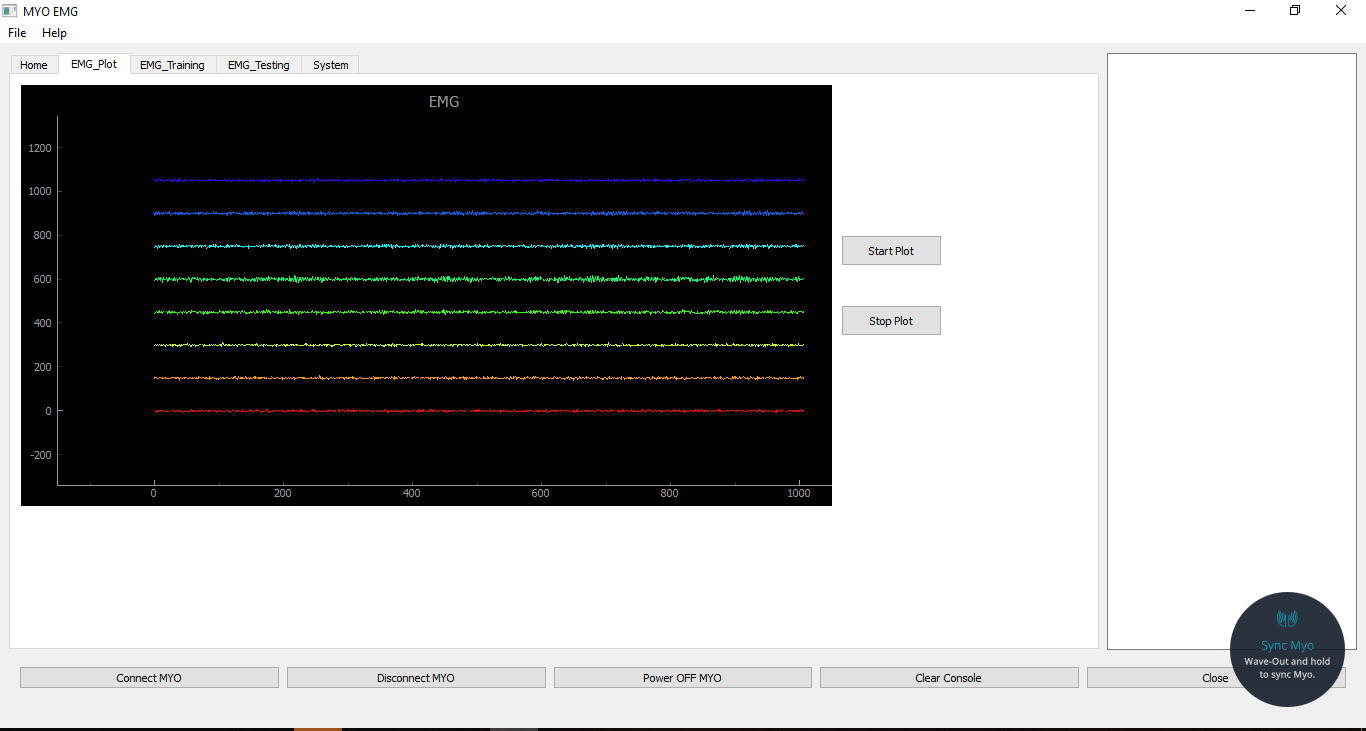 MYO EMG
File Help
Home EMG_Plot EMG_Training EMG_Testing System
EMG
1200
1000
800
600
400
200
0
-200
0 200 400 600 800 1000
Start Plot
Stop Plot
Sync Myo
Wave-Out and hold
to sync Myo.
Connect MYO Disconnect MYO Power OFF MYO Clear Console Close